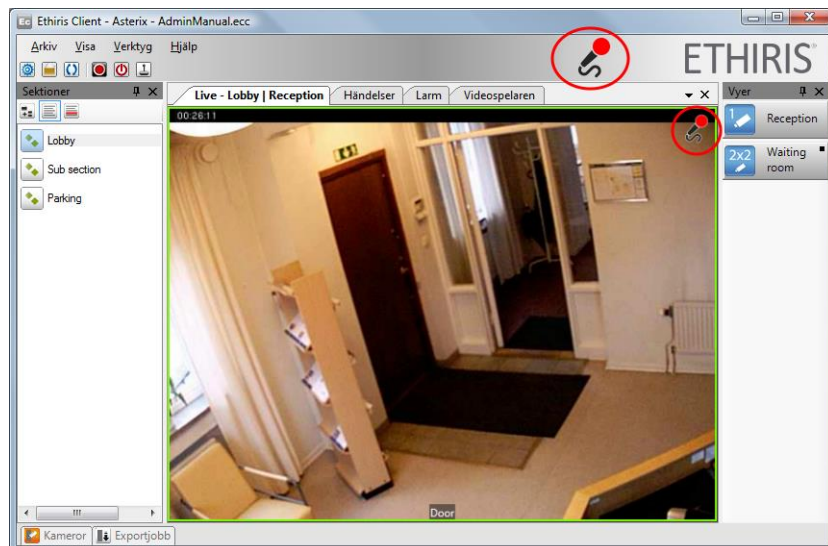 Ethiris Client - Asterix - AdminManual.ecc
Arkiv Visa Verktyg Hjälp
ETHIRIS
Sektioner
Live - Lobby | Reception Händelser Larm Videospelaren
Vyer
00:26:11
1 Reception
Lobby
2x2 Waiting room
Sub section
Parking
Door
Kameror Exportjobb